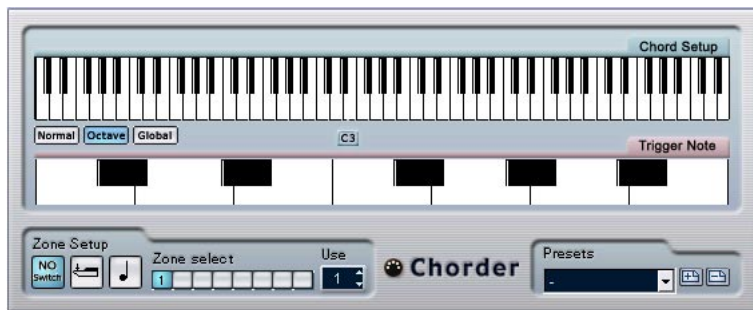 Chord Setup
Normal Octave Global
C3
Trigger Note
Zone Setup
NO Switch
Zone select
1
Use
1
Chorder
Presets
-